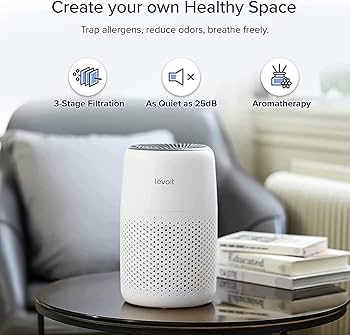 Create your own Healthy Space
Trap allergens, reduce odors, breathe freely.
3-Stage Filtration
As Quiet as 25dB
Aromatherapy
levoit
Educated